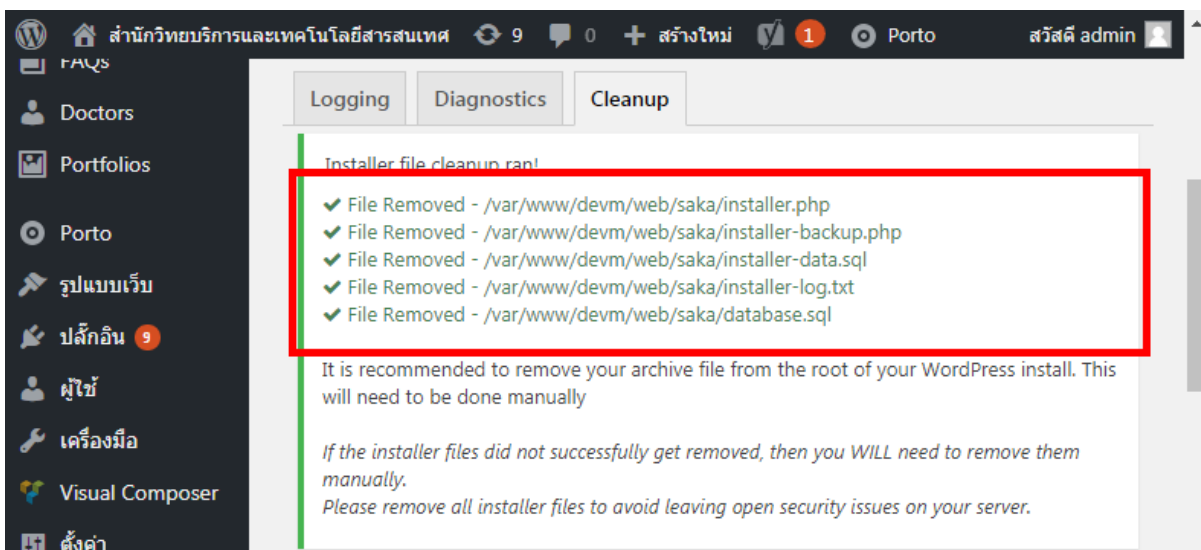 สำนักวิทยบริการและเทคโนโลยีสารสนเทศ 9 0 + สร้างใหม่ 1 Porto สวัสดี admin
FAQs
Doctors
Portfolios
Porto
รูปแบบเว็บ
ปลั๊กอิน 9
ผู้ใช้
เครื่องมือ
Visual Composer
ตั้งค่า
Logging Diagnostics Cleanup
Installer file cleanup ran!
✔ File Removed - /var/www/devm/web/saka/installer.php
✔ File Removed - /var/www/devm/web/saka/installer-backup.php
✔ File Removed - /var/www/devm/web/saka/installer-data.sql
✔ File Removed - /var/www/devm/web/saka/installer-log.txt
✔ File Removed - /var/www/devm/web/saka/database.sql
It is recommended to remove your archive file from the root of your WordPress install. This
will need to be done manually
If the installer files did not successfully get removed, then you WILL need to remove them
manually.
Please remove all installer files to avoid leaving open security issues on your server.